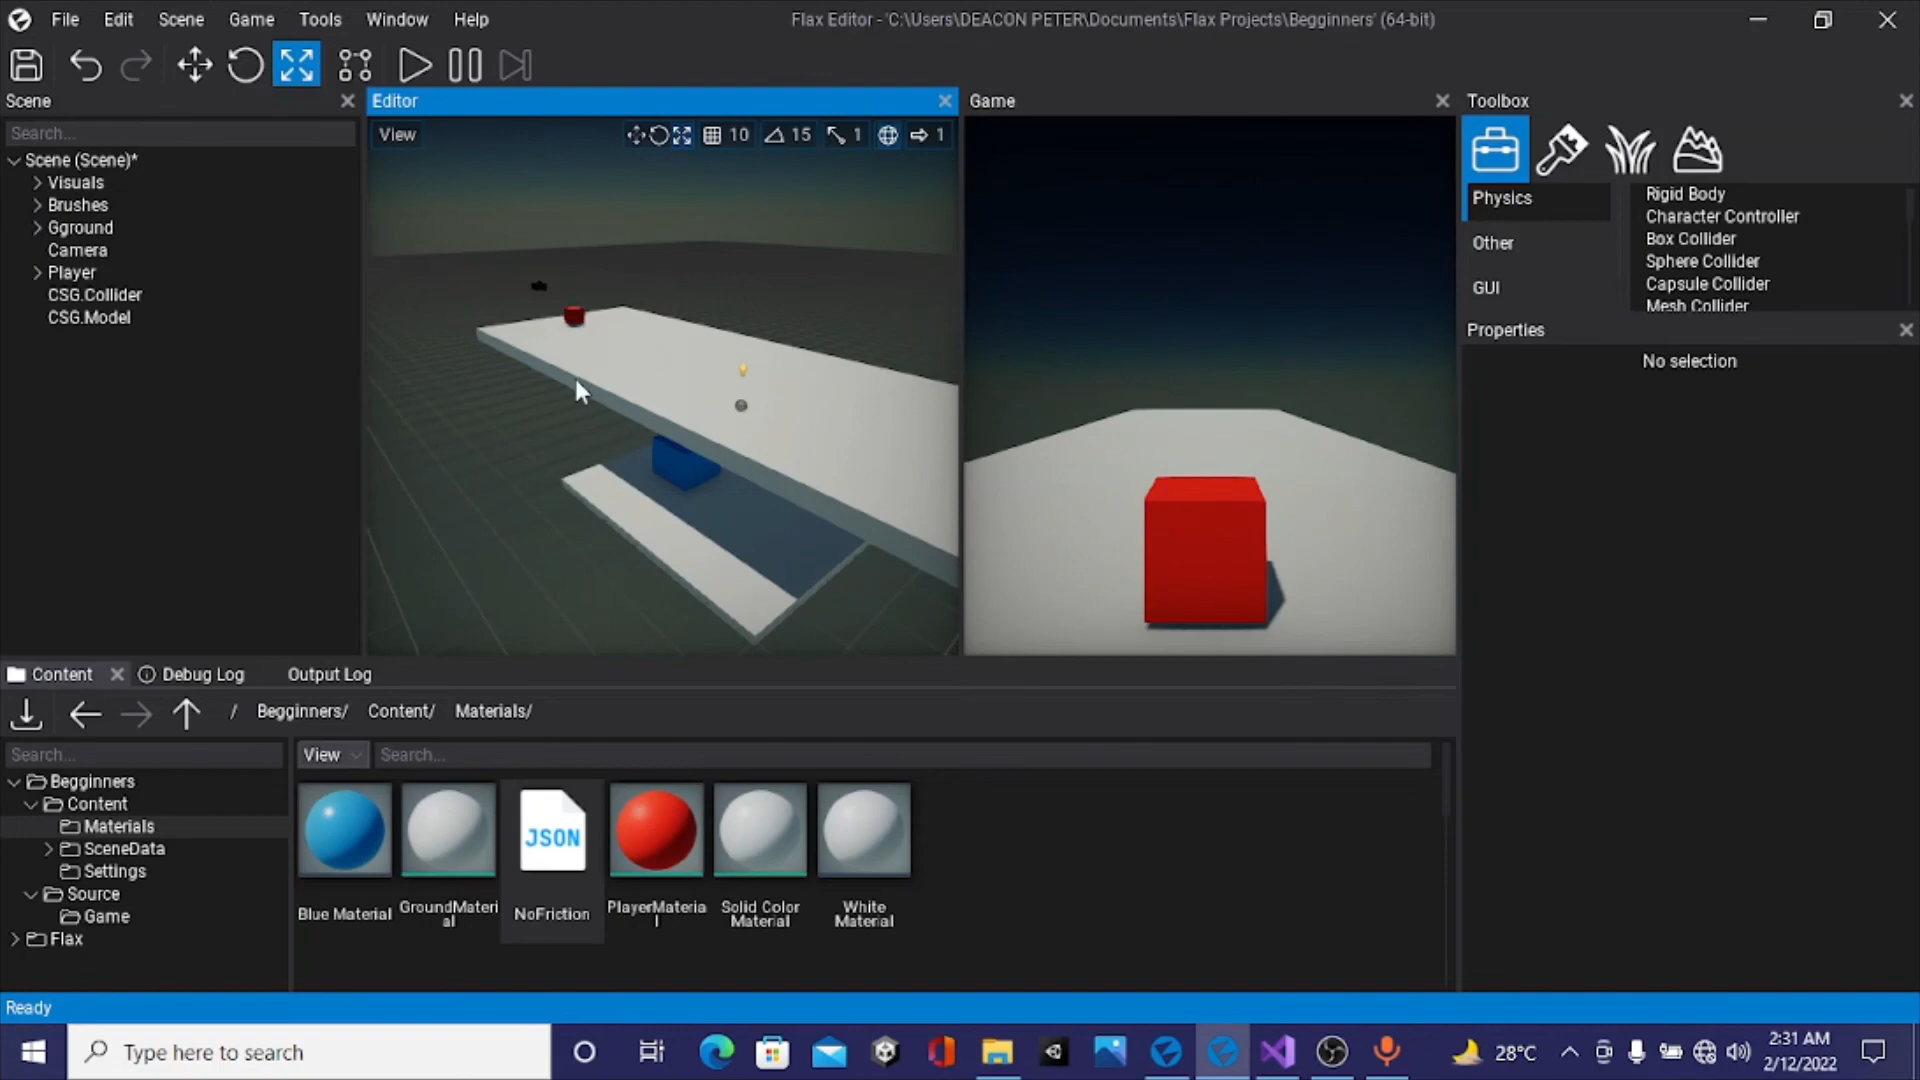 File Edit Scene Game Tools Window Help
Flax Editor - 'C:\Users\DEACON PETER\Documents\Flax Projects\Begginners' (64-bit)
Scene
Search...
Scene (Scene)*
Visuals
Brushes
Gground
Camera
Player
CSG.Collider
CSG.Model
Editor
View
10 15 1 1
Game
Toolbox
Physics
Other
GUI
Rigid Body
Character Controller
Box Collider
Sphere Collider
Capsule Collider
Mesh Collider
Properties
No selection
Content Debug Log Output Log
/ Begginners/ Content/ Materials/
Search...
Begginners
Content
Materials
SceneData
Settings
Source
Game
Flax
View Search...
JSON
Blue Material
GroundMateri
al
NoFriction
PlayerMateria
l
Solid Color
Material
White
Material
Ready
Type here to search
28°C
2:31 AM
2/12/2022